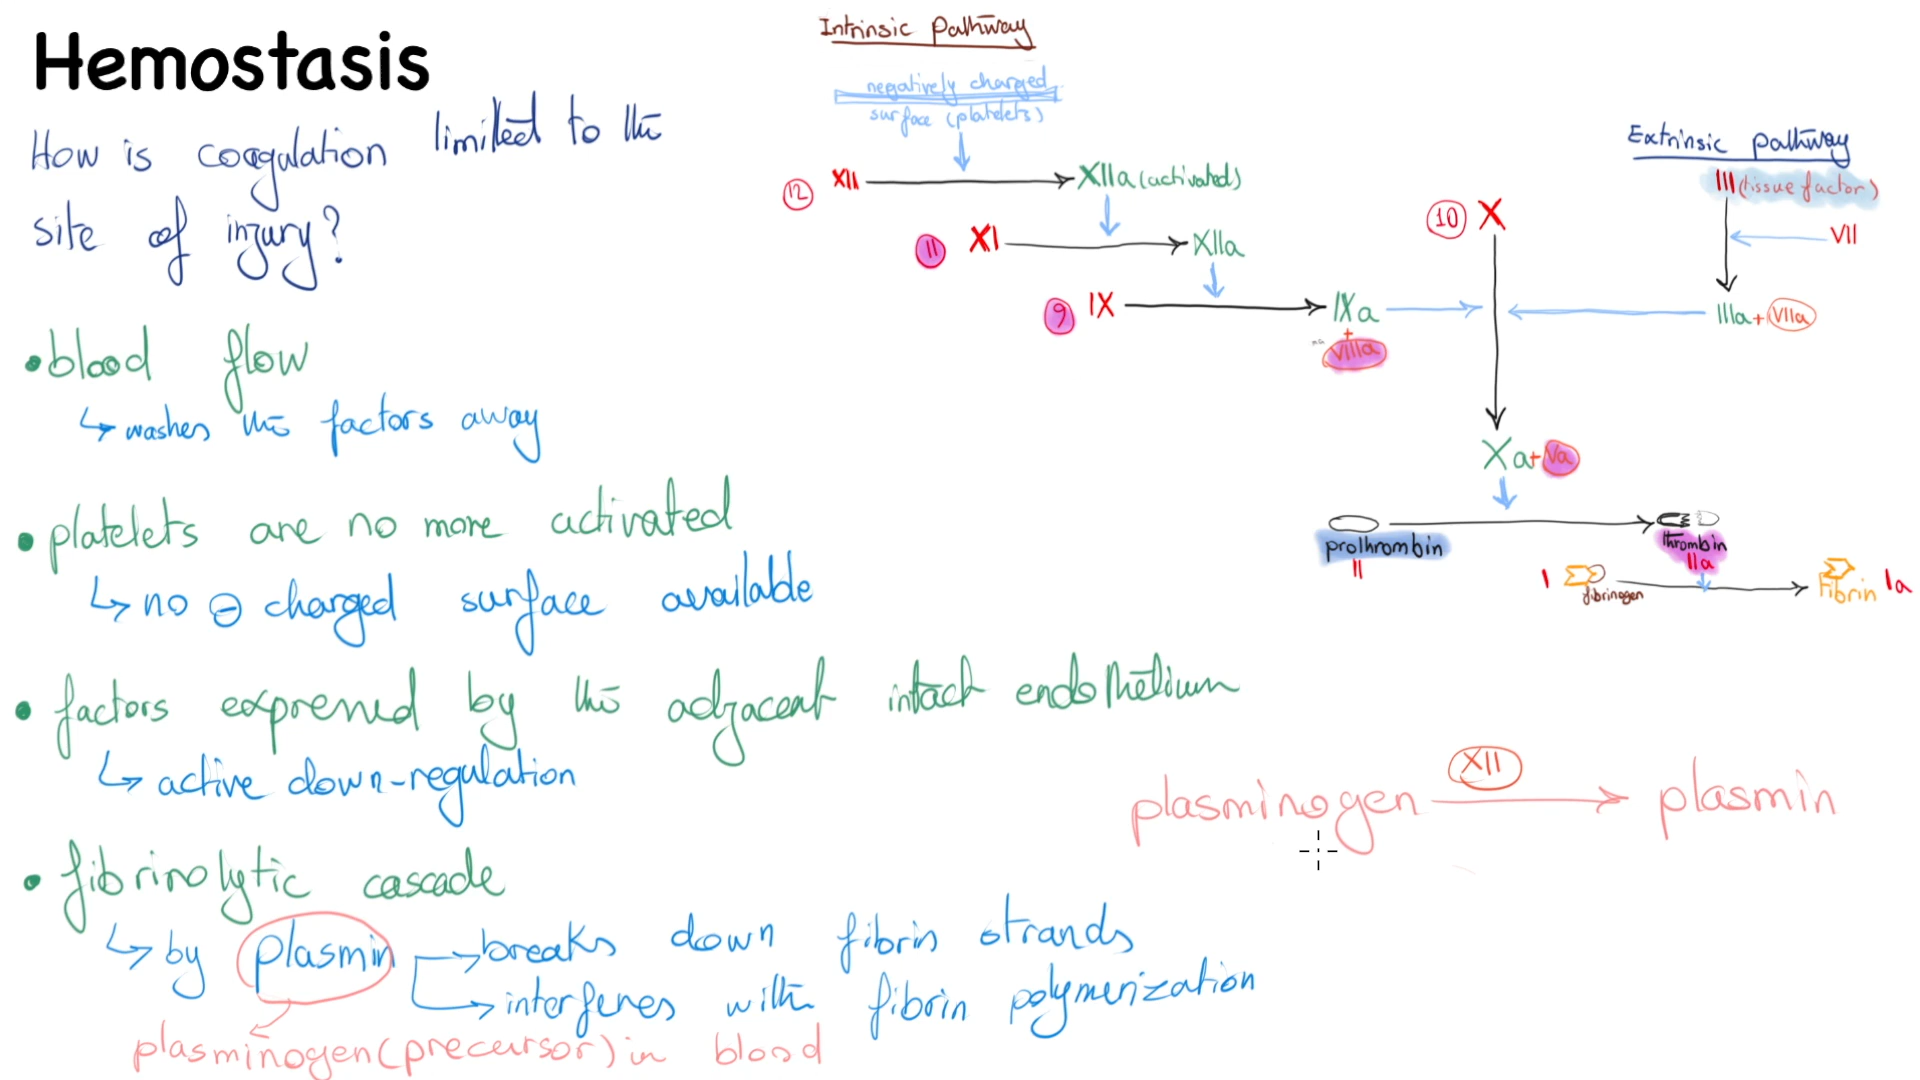 Hemostasis
How is coagulation limited to the
site of injury?
• blood flow
↳ washes the factors away
• platelets are no more activated
↳ no ⊖ charged surface available
• factors expressed by the adjacent intact endothelium
↳ active down-regulation
• fibrinolytic cascade
↳ by plasmin → breaks down fibrin strands
→ interferes with fibrin polymerization
plasminogen (precursor) in blood
Intrinsic Pathway
negatively charged
surface (platelets)
12 XII → XIIa (activated)
11 XI → XIIa
9 IX → IXa
+
VIIIa
Extrinsic pathway
III (tissue factor)
VII
IIIa + VIIa
10 X
Xa + Va
prothrombin
II
thrombin
IIa
I
fibrinogen
Fibrin Ia
XII
plasminogen → plasmin